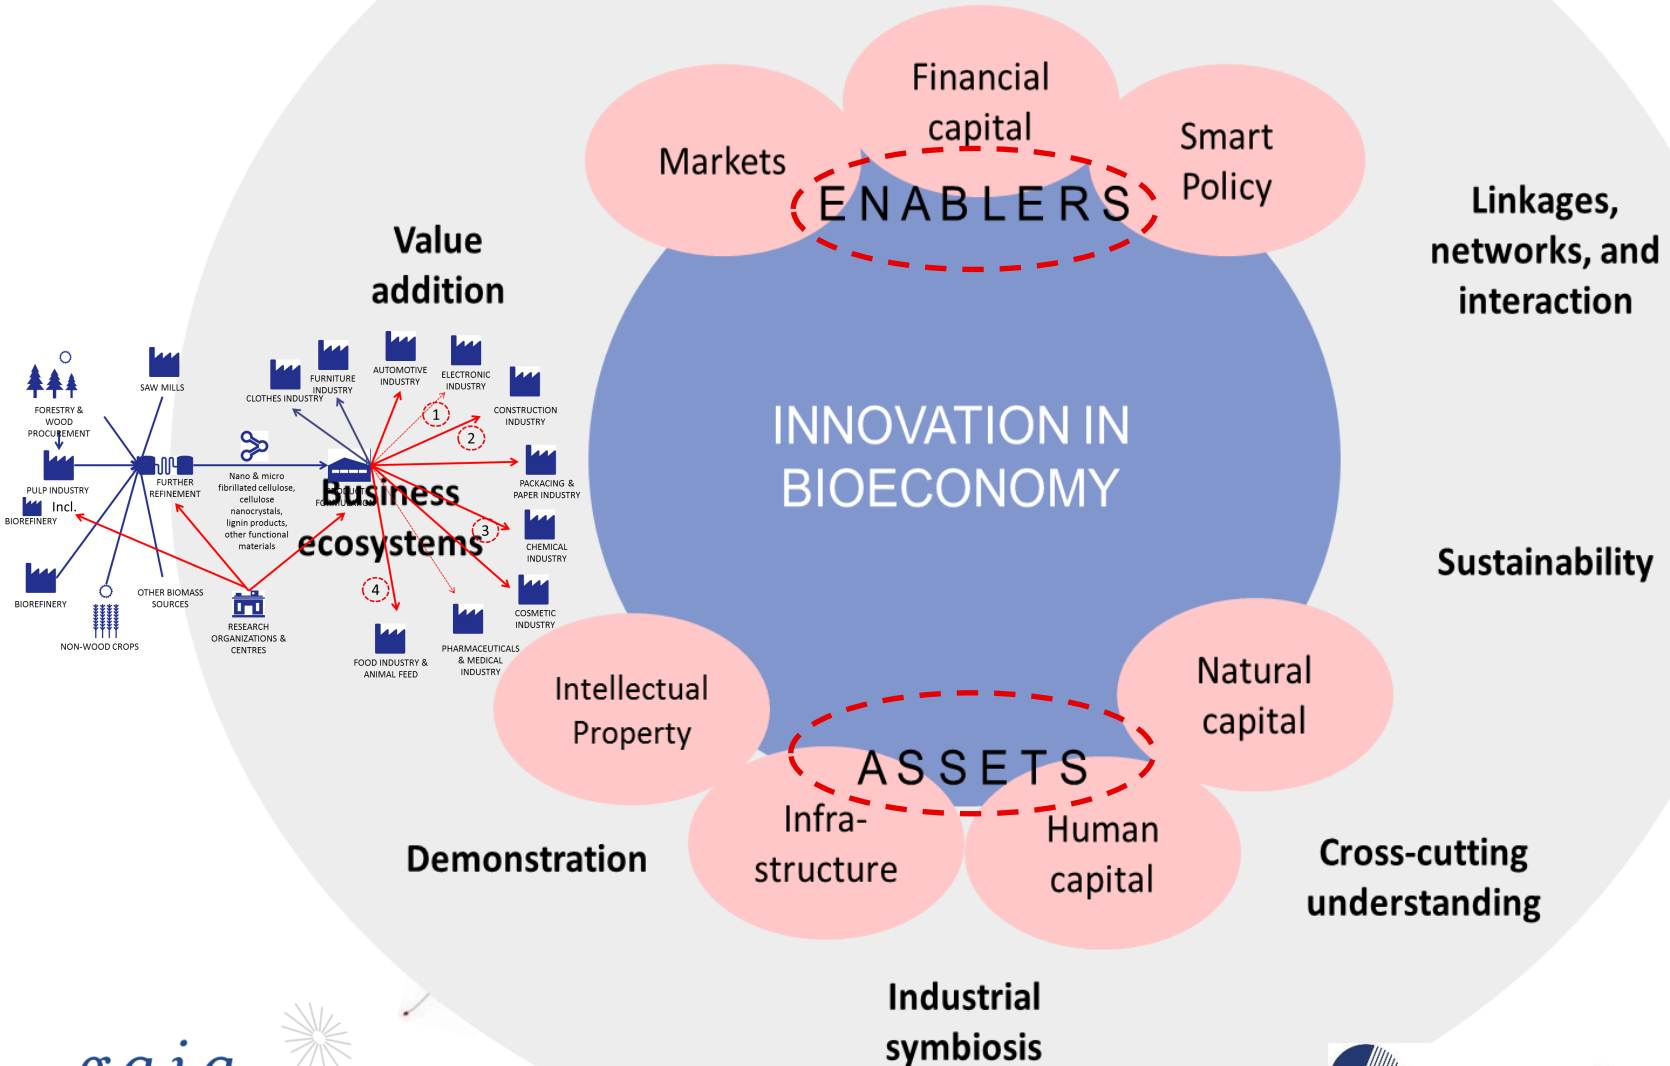 Financial
capital
Markets
Smart
Policy
ENABLERS
Linkages,
networks, and
interaction
Value
addition
INNOVATION IN
BIOECONOMY
Business
ecosystems
Sustainability
Intellectual
Property
Natural
capital
ASSETS
Infra-
structure
Human
capital
Demonstration
Cross-cutting
understanding
Industrial
symbiosis
FORESTRY &
WOOD
PROCUREMENT
SAW MILLS
PULP INDUSTRY
Incl.
BIOREFINERY
FURTHER
REFINEMENT
BIOREFINERY
NON-WOOD CROPS
OTHER BIOMASS
SOURCES
Nano & micro
fibrillated cellulose,
cellulose
nanocrystals,
lignin products,
other functional
materials
RESEARCH
ORGANIZATIONS &
CENTRES
CLOTHES INDUSTRY
FURNITURE
INDUSTRY
AUTOMOTIVE
INDUSTRY
ELECTRONIC
INDUSTRY
CONSTRUCTION
INDUSTRY
PACKACING &
PAPER INDUSTRY
CHEMICAL
INDUSTRY
COSMETIC
INDUSTRY
PHARMACEUTICALS
& MEDICAL
INDUSTRY
FOOD INDUSTRY &
ANIMAL FEED
1
2
3
4
gaia